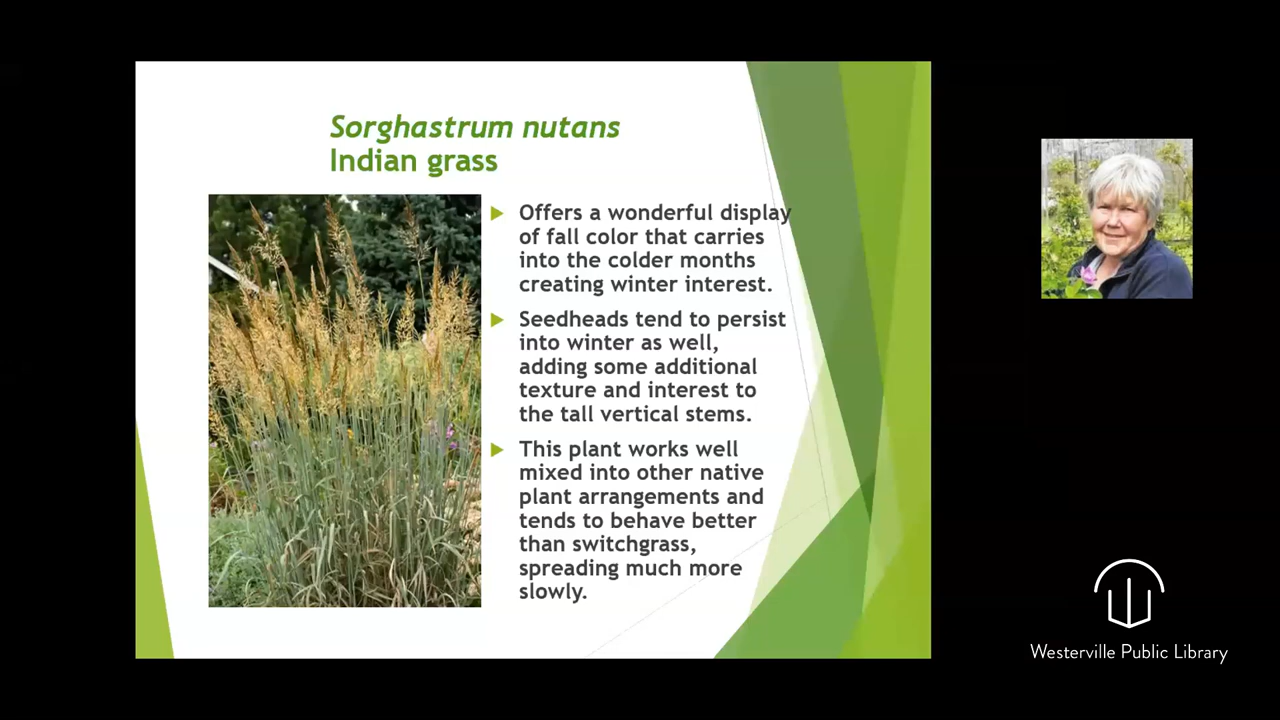 Sorghastrum nutans
Indian grass
Offers a wonderful display
of fall color that carries
into the colder months
creating winter interest.
Seedheads tend to persist
into winter as well,
adding some additional
texture and interest to
the tall vertical stems.
This plant works well
mixed into other native
plant arrangements and
tends to behave better
than switchgrass,
spreading much more
slowly.
Westerville Public Library